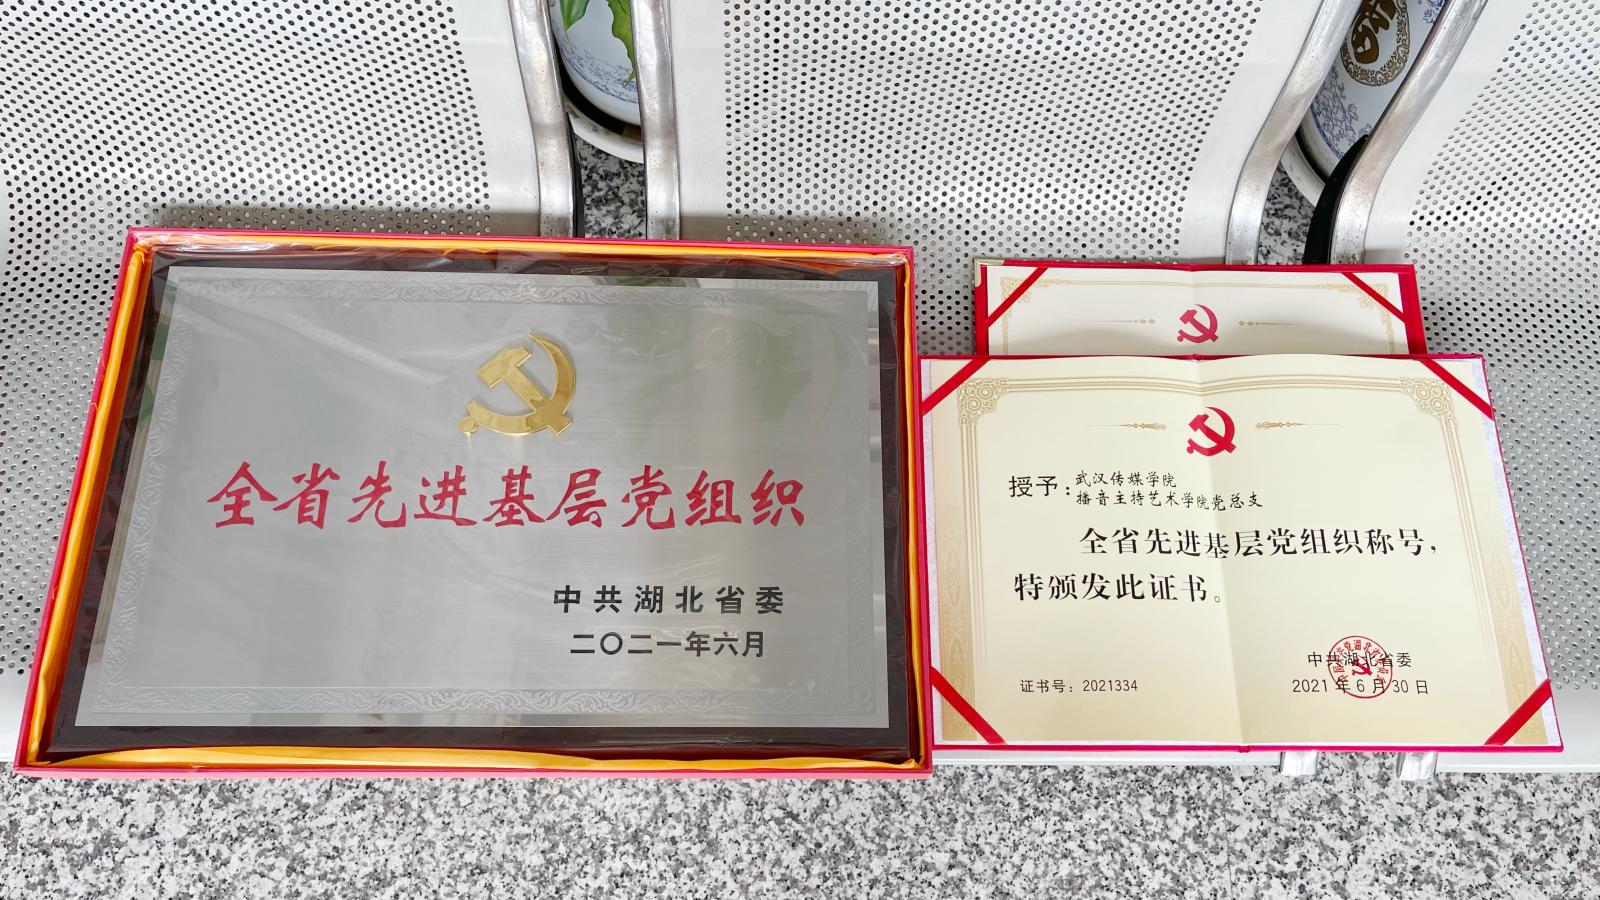 全省先进基层党组织
中共湖北省委
二〇二一年六月
授予：武汉传媒学院
播音主持艺术学院党总支
全省先进基层党组织称号，
特颁发此证书。
中共湖北省委
证书号：2021334
2021年6月30日